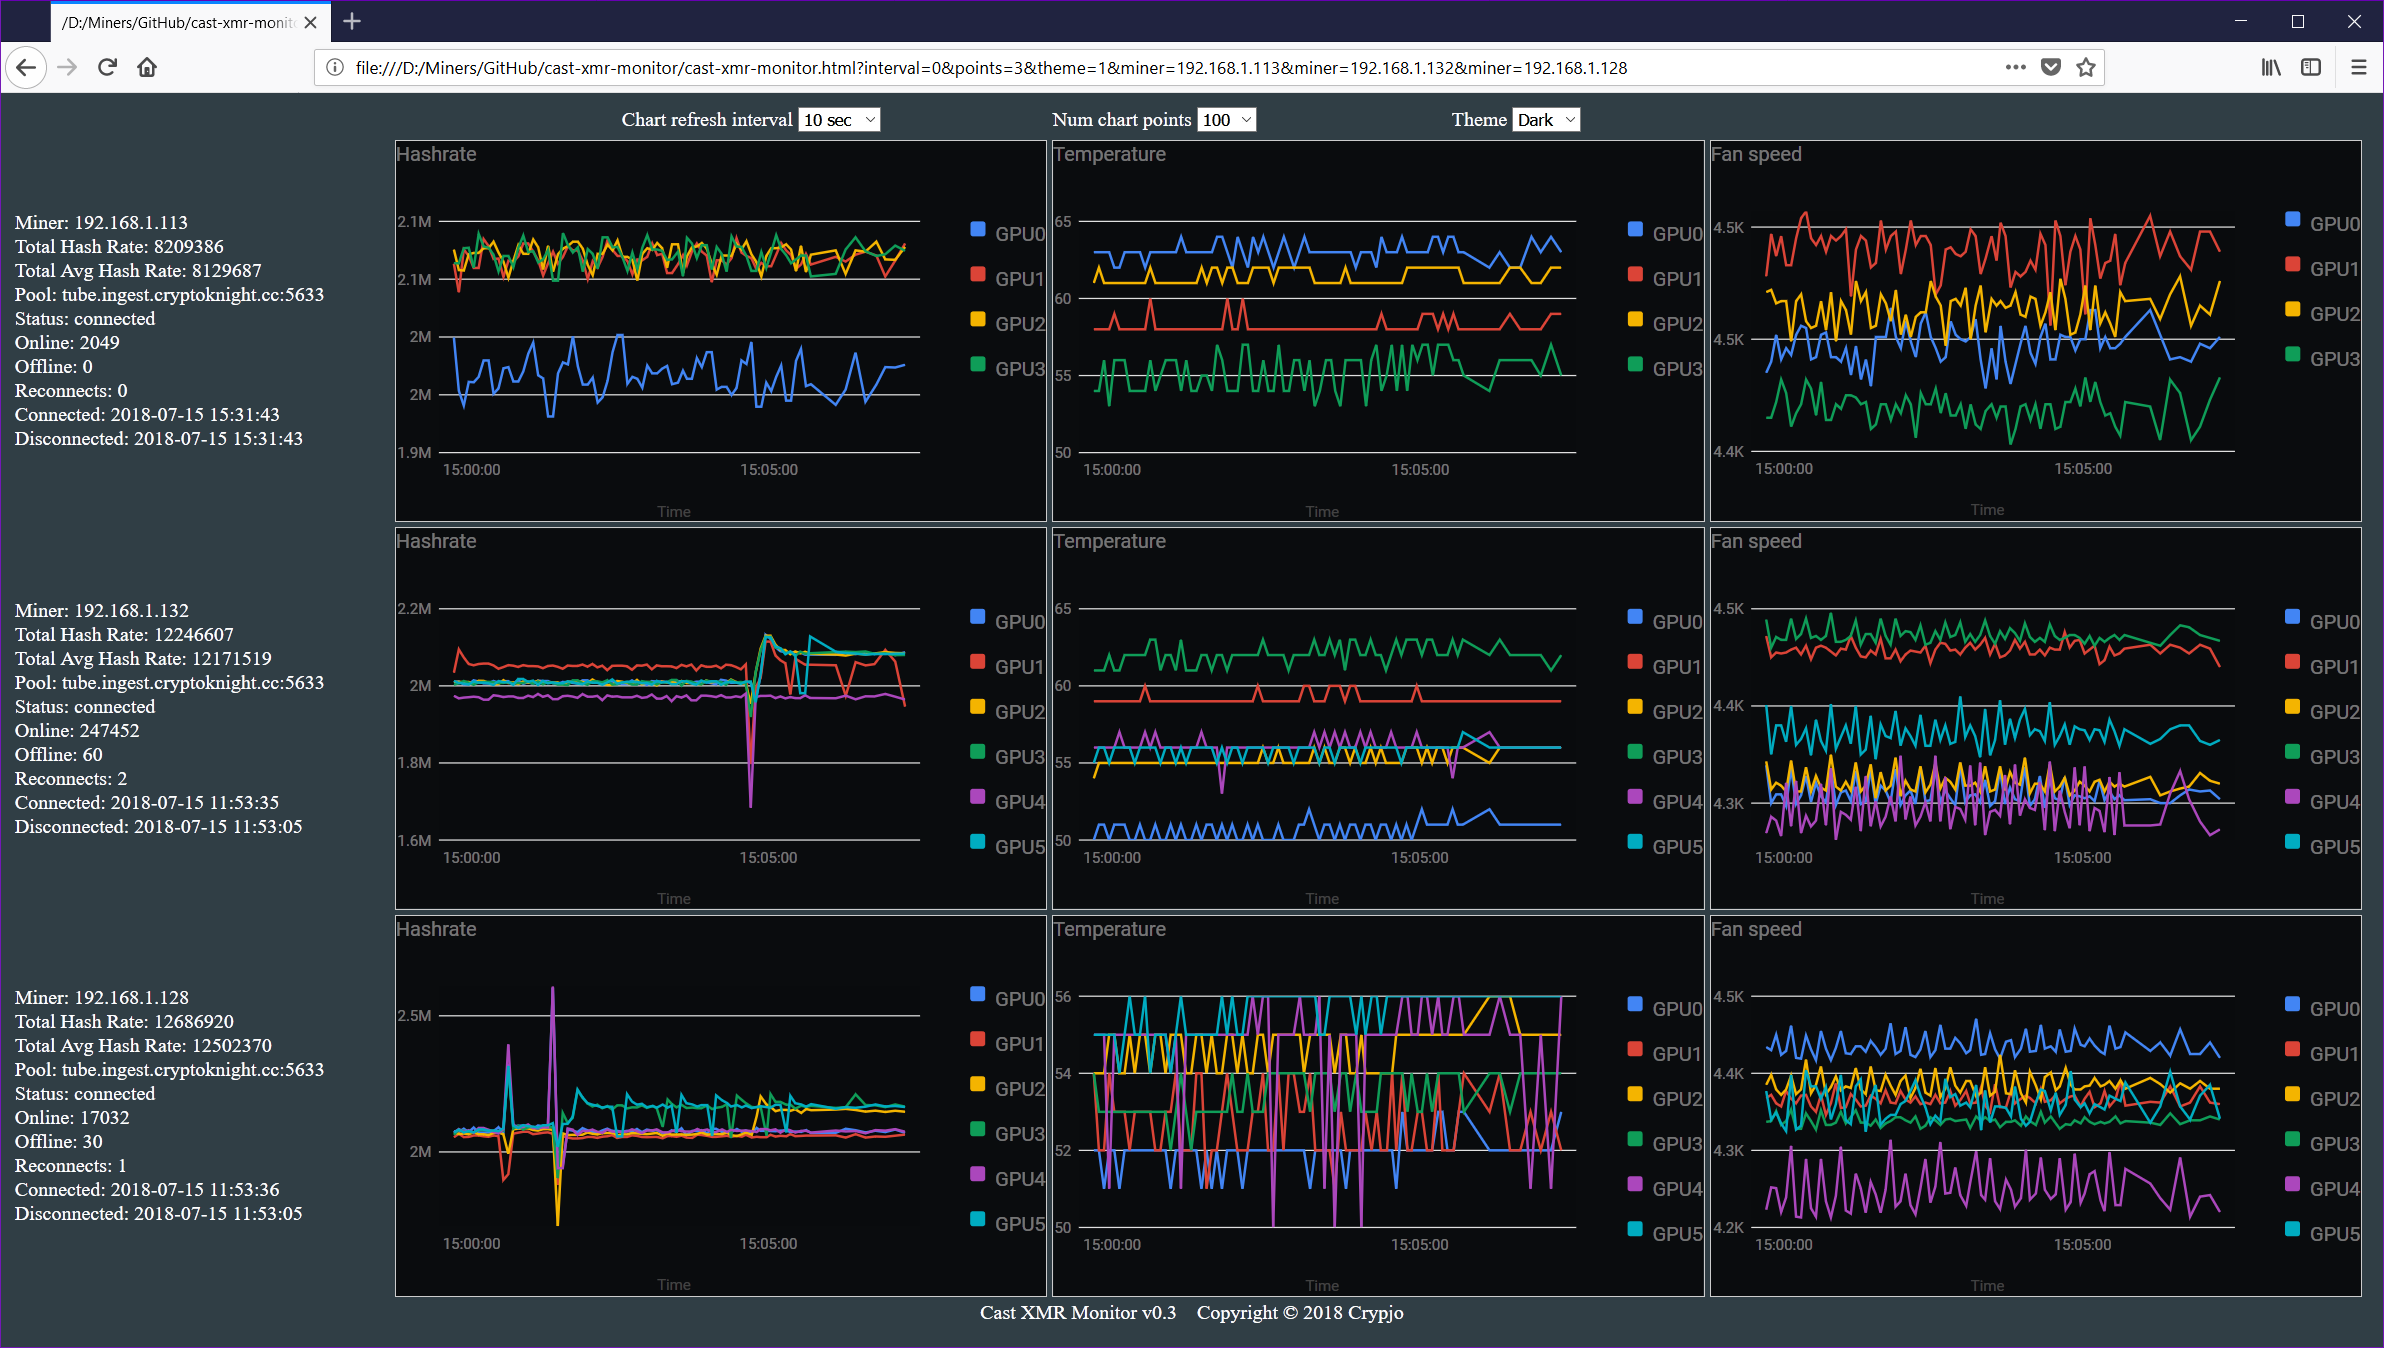 /D:/Miners/GitHub/cast-xmr-monit
file:///D:/Miners/GitHub/cast-xmr-monitor/cast-xmr-monitor.html?interval=0&points=3&theme=1&miner=192.168.1.113&miner=192.168.1.132&miner=192.168.1.128
Chart refresh interval 10 sec Num chart points 100 Theme Dark
Miner: 192.168.1.113
Total Hash Rate: 8209386
Total Avg Hash Rate: 8129687
Pool: tube.ingest.cryptoknight.cc:5633
Status: connected
Online: 2049
Offline: 0
Reconnects: 0
Connected: 2018-07-15 15:31:43
Disconnected: 2018-07-15 15:31:43
Hashrate
2.1M
2.1M
2M
2M
1.9M
15:00:00 15:05:00
Time
GPU0
GPU1
GPU2
GPU3
Temperature
65
60
55
50
15:00:00 15:05:00
Time
GPU0
GPU1
GPU2
GPU3
Fan speed
4.5K
4.5K
4.4K
15:00:00 15:05:00
Time
GPU0
GPU1
GPU2
GPU3
Miner: 192.168.1.132
Total Hash Rate: 12246607
Total Avg Hash Rate: 12171519
Pool: tube.ingest.cryptoknight.cc:5633
Status: connected
Online: 247452
Offline: 60
Reconnects: 2
Connected: 2018-07-15 11:53:35
Disconnected: 2018-07-15 11:53:05
Hashrate
2.2M
2M
1.8M
1.6M
15:00:00 15:05:00
Time
GPU0
GPU1
GPU2
GPU3
GPU4
GPU5
Temperature
65
60
55
50
15:00:00 15:05:00
Time
GPU0
GPU1
GPU2
GPU3
GPU4
GPU5
Fan speed
4.5K
4.4K
4.3K
15:00:00 15:05:00
Time
GPU0
GPU1
GPU2
GPU3
GPU4
GPU5
Miner: 192.168.1.128
Total Hash Rate: 12686920
Total Avg Hash Rate: 12502370
Pool: tube.ingest.cryptoknight.cc:5633
Status: connected
Online: 17032
Offline: 30
Reconnects: 1
Connected: 2018-07-15 11:53:36
Disconnected: 2018-07-15 11:53:05
Hashrate
2.5M
2M
15:00:00 15:05:00
Time
GPU0
GPU1
GPU2
GPU3
GPU4
GPU5
Temperature
56
54
52
50
15:00:00 15:05:00
Time
GPU0
GPU1
GPU2
GPU3
GPU4
GPU5
Fan speed
4.5K
4.4K
4.3K
4.2K
15:00:00 15:05:00
Time
GPU0
GPU1
GPU2
GPU3
GPU4
GPU5
Cast XMR Monitor v0.3 Copyright © 2018 Crypjo